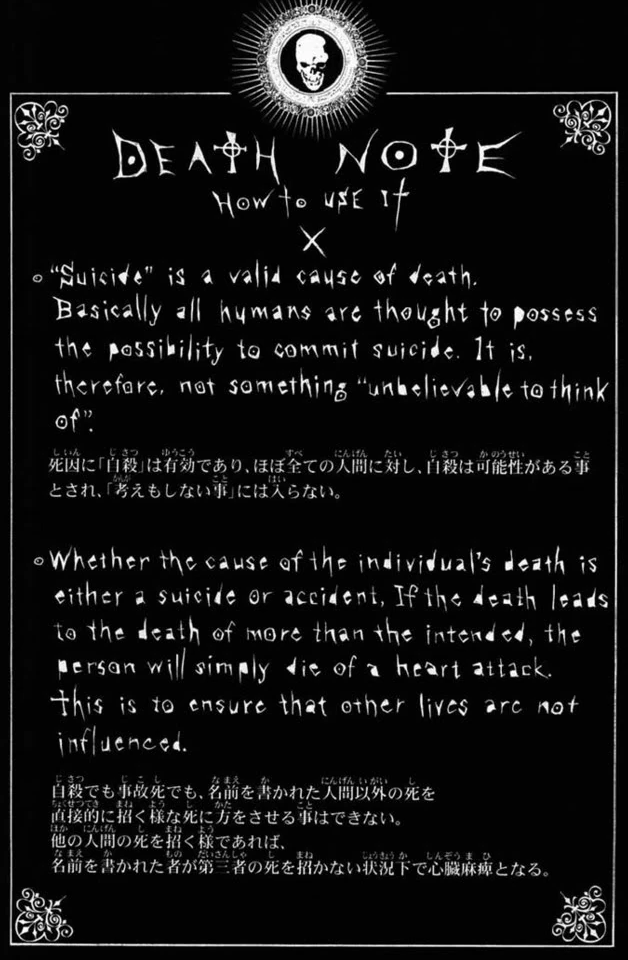 DEATH NOTE
HOW to USE It
X
○ "Suicide" is a valid cause of death.
Basically all humans are thought to possess
the possibility to commit suicide. It is,
therefore, not something "unbelievable to think
of".
死因に「自殺」は有効であり、ほぼ全ての人間に対し、自殺は可能性がある事
とされ、「考えもしない事」には入らない。
○ Whether the cause of the individual's death is
either a suicide or accident, If the death leads
to the death of more than the intended, the
person will simply die of a heart attack.
This is to ensure that other lives are not
influenced.
自殺でも事故死でも、名前を書かれた人間以外の死を
直接的に招く様な死に方をさせる事はできない。
他の人間の死を招く様であれば、
名前を書かれた者が第三者の死を招かない状況下で心臓麻痺となる。